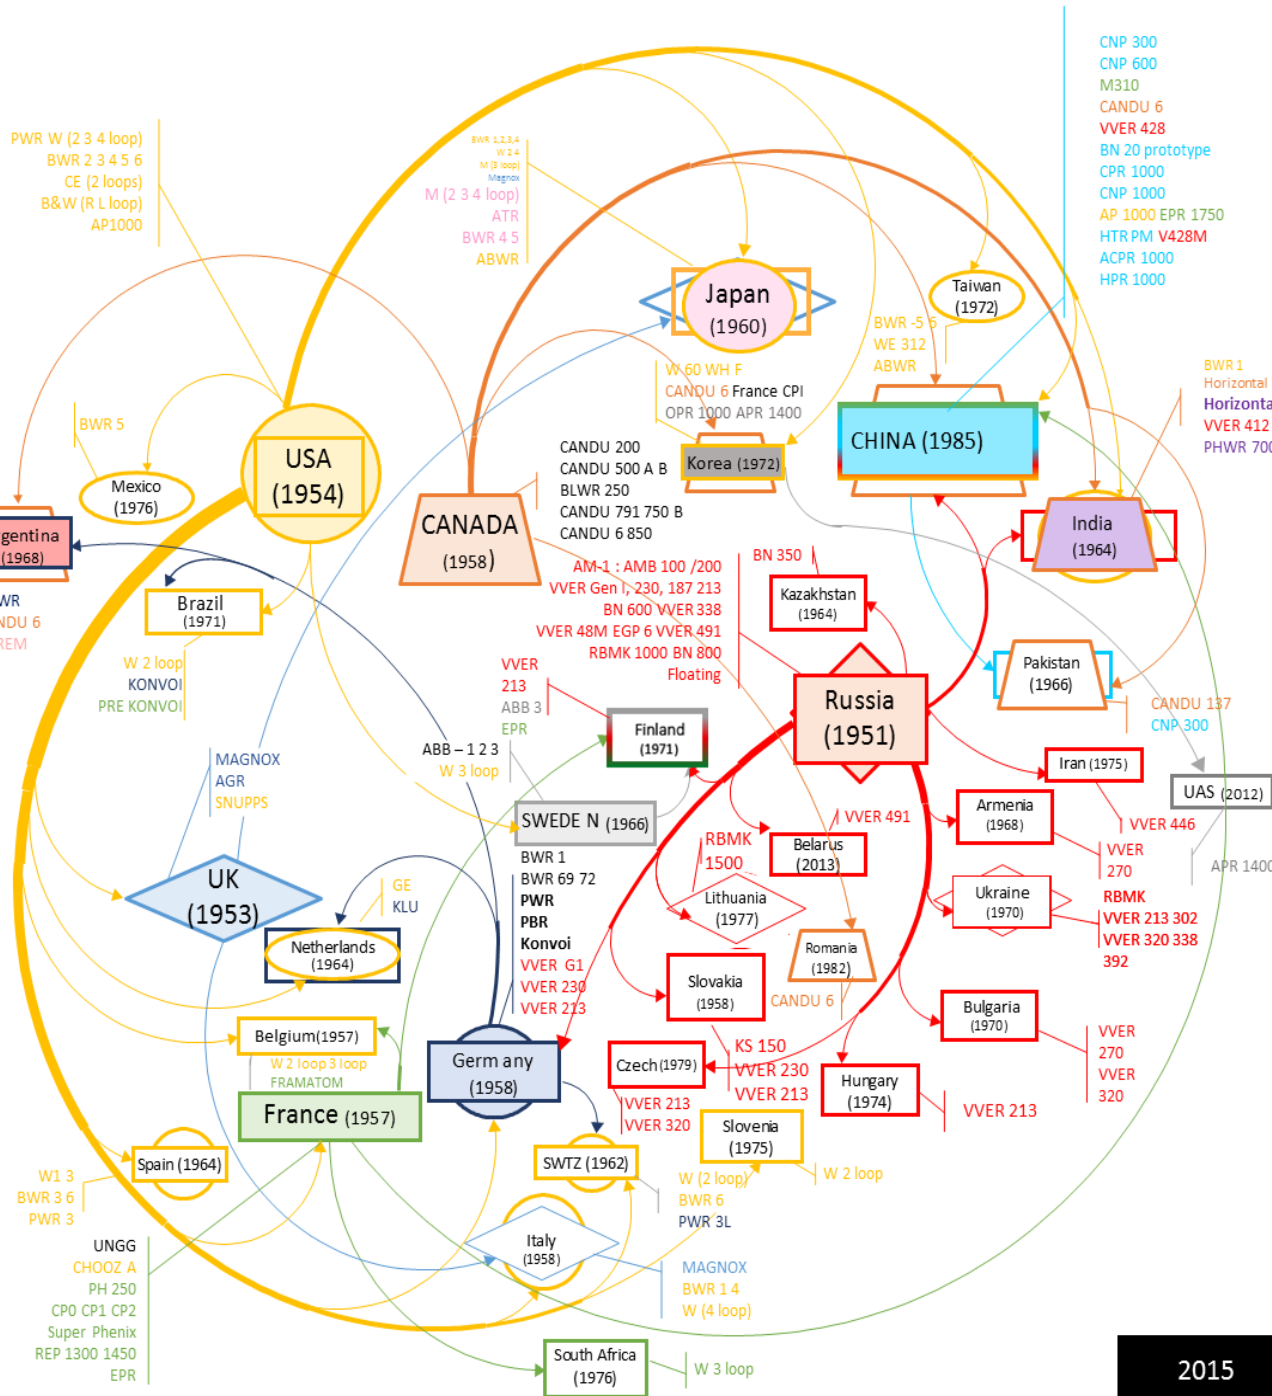 CNP 300
CNP 600
M310
CANDU 6
VVER 428
BN 20 prototype
CPR 1000
CNP 1000
AP 1000 EPR 1750
HTR PM V428M
ACPR 1000
HPR 1000
PWR W (2 3 4 loop)
BWR 2 3 4 5 6
CE (2 loops)
B&W (R L loop)
AP1000
BWR 1,2,3,4
W 2 4
M (3 loop)
Magnox
M (2 3 4 loop)
ATR
BWR 4 5
ABWR
Japan
(1960)
Taiwan
(1972)
BWR -5 6
WE 312
ABWR
W 60 WH F
CANDU 6 France CPI
OPR 1000 APR 1400
BWR 1
Horizontal
Horizonta
VVER 412
PHWR 700
BWR 5
Mexico
(1976)
USA
(1954)
CANADA
(1958)
CANDU 200
CANDU 500 A B
BLWR 250
CANDU 791 750 B
CANDU 6 850
Korea (1972)
CHINA (1985)
India
(1964)
gentina
(1968)
WR
NDU 6
REM
Brazil
(1971)
W 2 loop
KONVOI
PRE KONVOI
AM-1 : AMB 100 /200
VVER Gen I, 230, 187 213
BN 600 VVER 338
VVER 48M EGP 6 VVER 491
RBMK 1000 BN 800
Floating
BN 350
Kazakhstan
(1964)
Russia
(1951)
Pakistan
(1966)
CANDU 137
CNP 300
VVER
213
ABB 3
EPR
Finland
(1971)
ABB – 1 2 3
W 3 loop
SWEDE N (1966)
MAGNOX
AGR
SNUPPS
UK
(1953)
GE
KLU
Netherlands
(1964)
Iran (1975)
VVER 446
UAS (2012)
APR 1400
Armenia
(1968)
VVER
270
Belarus
(2013)
VVER 491
RBMK
1500
Lithuania
(1977)
Ukraine
(1970)
RBMK
VVER 213 302
VVER 320 338
392
Romania
(1982)
CANDU 6
BWR 1
BWR 69 72
PWR
PBR
Konvoi
VVER G1
VVER 230
VVER 213
Slovakia
(1958)
KS 150
VVER 230
VVER 213
Bulgaria
(1970)
VVER
270
VVER
320
Belgium(1957)
W 2 loop 3 loop
FRAMATOM
France (1957)
Germ any
(1958)
Czech (1979)
VVER 213
VVER 320
Hungary
(1974)
VVER 213
Slovenia
(1975)
W 2 loop
Spain (1964)
W1 3
BWR 3 6
PWR 3
SWTZ (1962)
W (2 loop)
BWR 6
PWR 3L
Italy
(1958)
MAGNOX
BWR 1 4
W (4 loop)
UNGG
CHOOZ A
PH 250
CP0 CP1 CP2
Super Phenix
REP 1300 1450
EPR
South Africa
(1976)
W 3 loop
2015